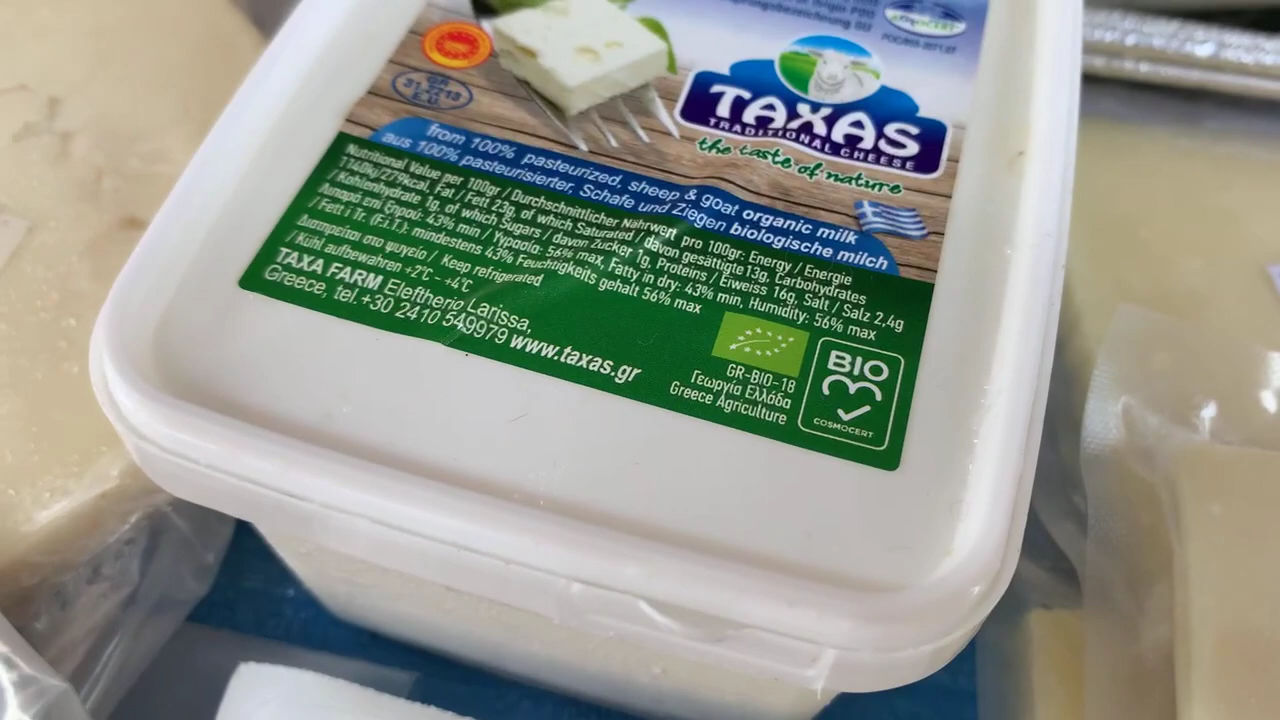 TAXAS
TRADITIONAL CHEESE
the taste of nature
GR
E.U
from 100% pasteurized, sheep & goat organic milk
aus 100% pasteurisierter, Schafe und Ziegen biologische milch
Nutritional Value per 100gr / Durchschnittlicher Nährwert pro 100gr: Energy / Energie
1160kj/279kcal, Fat / Fett 23g, of which Saturated / davon gesättigte 13g, Carbohydrates
/ Kohlenhydrate 1g, of which Sugars / davon Zucker 1g, Proteins / Eiweiss 16g, Salt / Salz 2,4g
Λιπαρά επί ξηρού: 43% min / Υγρασία: 56% max, Fatty in dry: 43% min, Humidity: 56% max
/ Fett i Tr. (F.i.T.): mindestens 43% Feuchtigkeits gehalt 56% max
Διατηρείται στο ψυγείο / Keep refrigerated
/ Kühl aufbewahren +2°C - +4°C
TAXA FARM Eleftherio Larissa,
Greece, tel.+30 2410 549979 www.taxas.gr
GR-BIO-18
Γεωργία Ελλάδα
Greece Agriculture
BIO
COSMOCERT